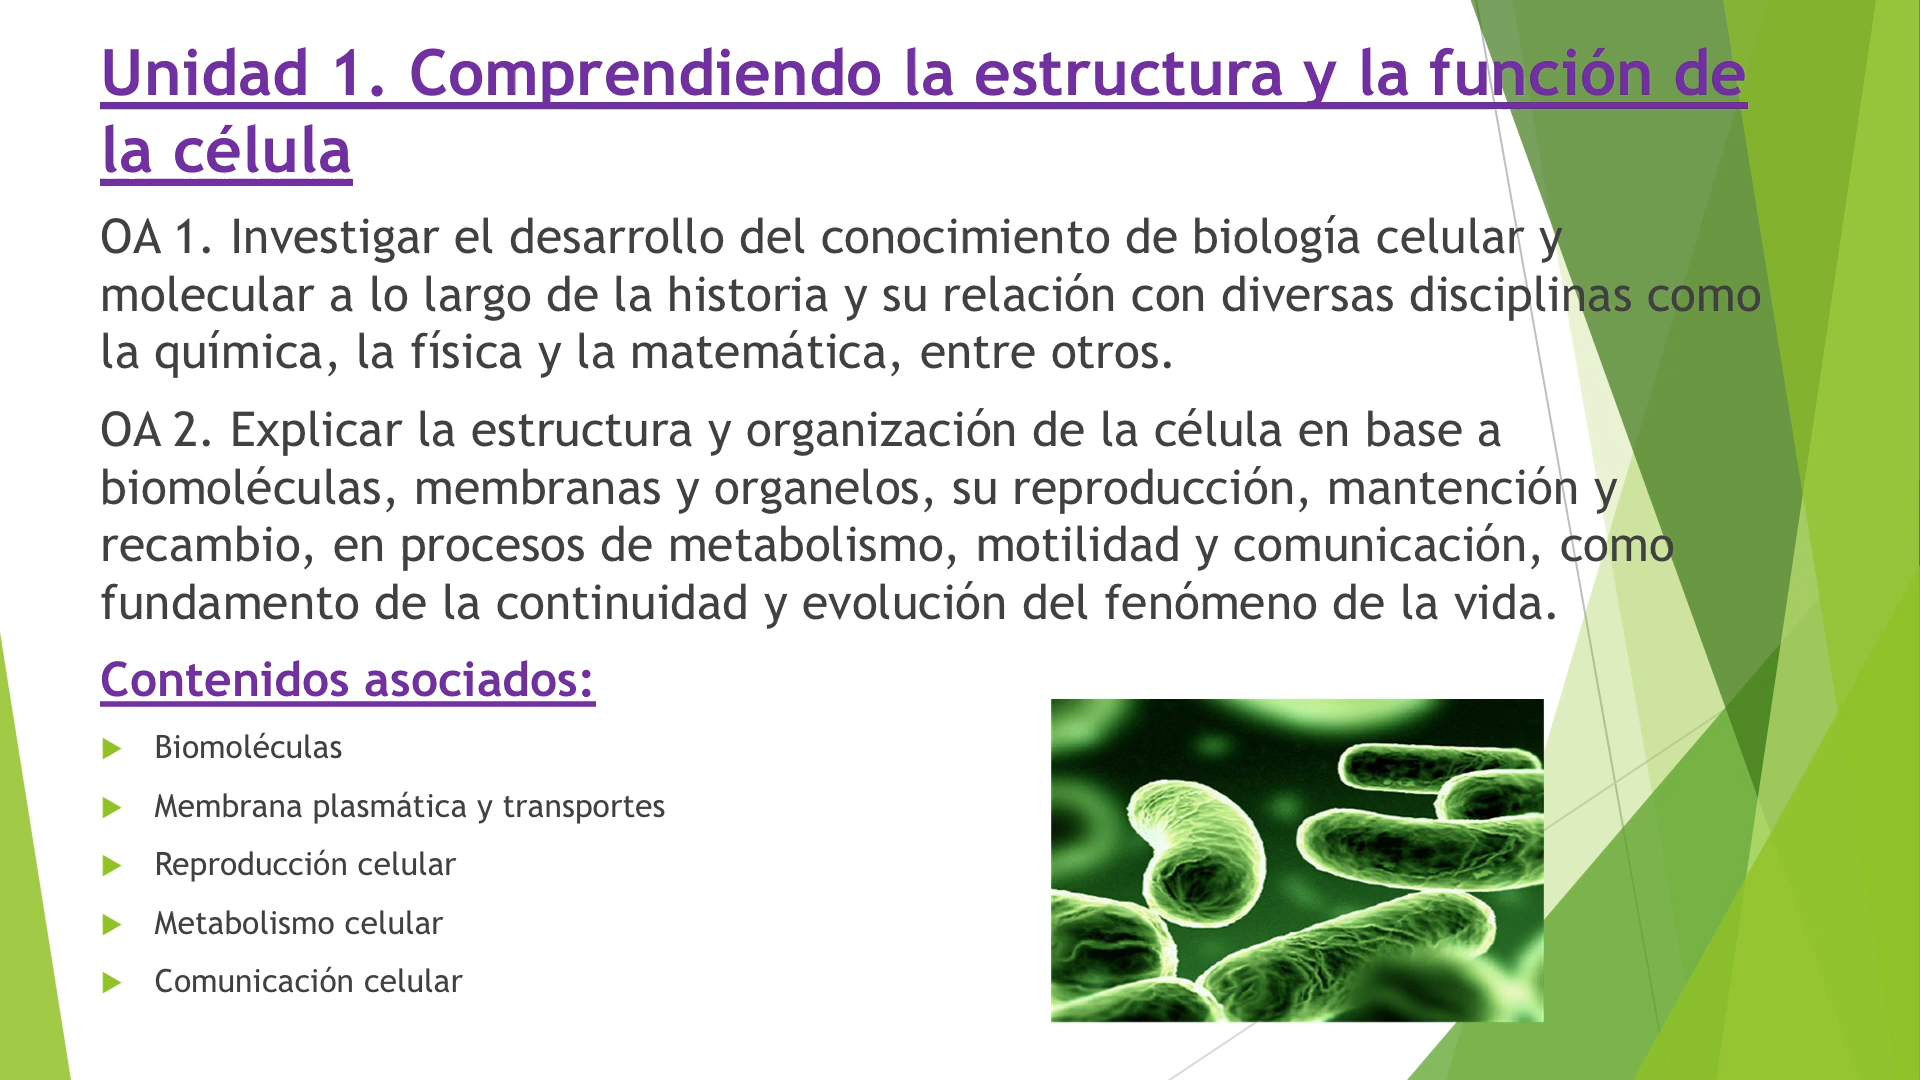 Unidad 1. Comprendiendo la estructura y la función de
la célula
OA 1. Investigar el desarrollo del conocimiento de biología celular y
molecular a lo largo de la historia y su relación con diversas disciplinas como
la química, la física y la matemática, entre otros.
OA 2. Explicar la estructura y organización de la célula en base a
biomoléculas, membranas y organelos, su reproducción, mantención y
recambio, en procesos de metabolismo, motilidad y comunicación, como
fundamento de la continuidad y evolución del fenómeno de la vida.
Contenidos asociados:
Biomoléculas
Membrana plasmática y transportes
Reproducción celular
Metabolismo celular
Comunicación celular